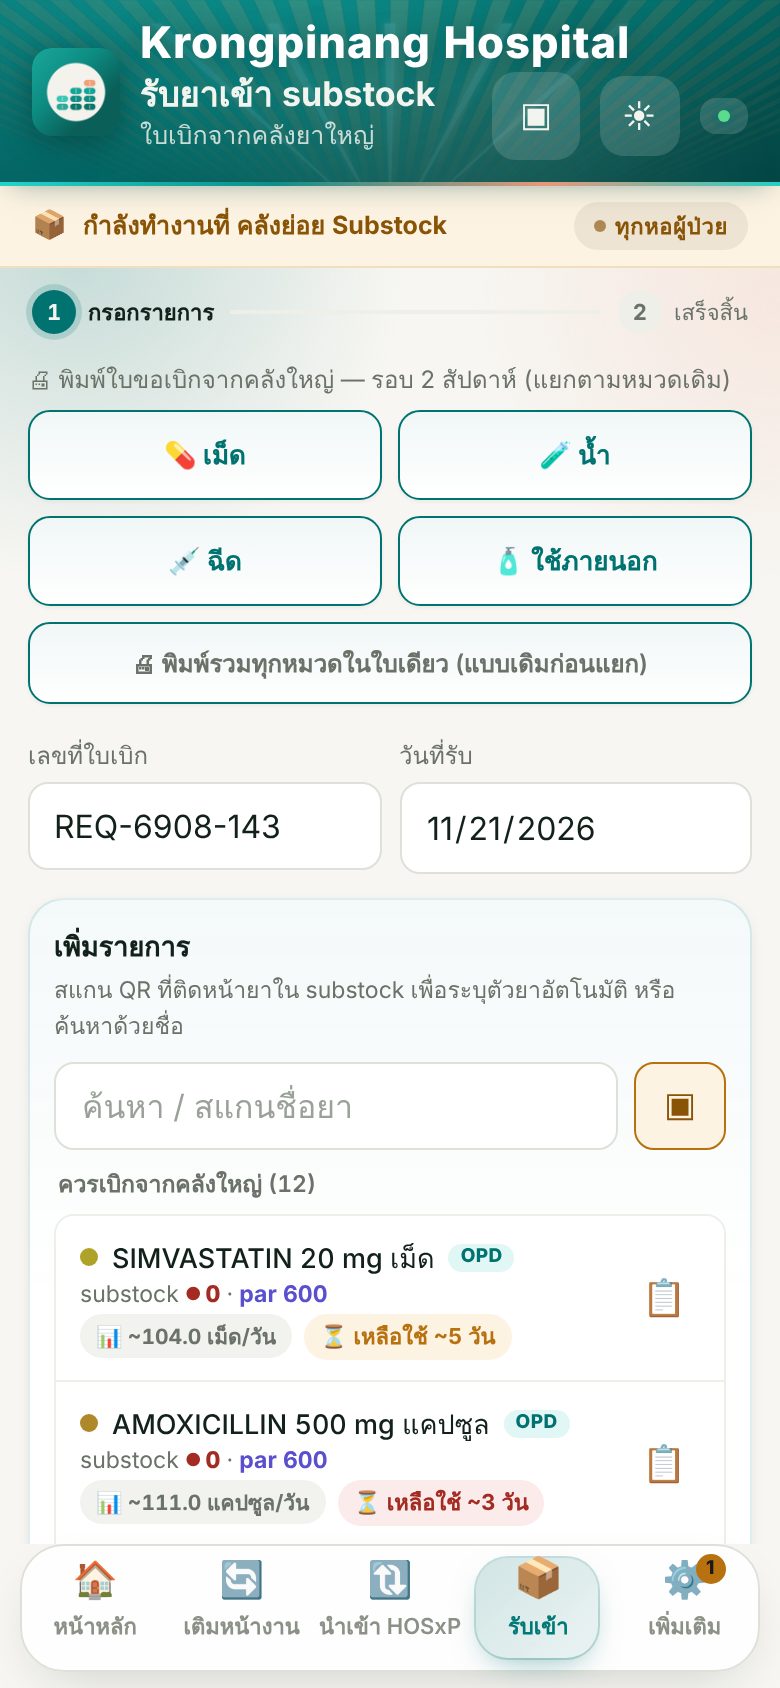 Krongpinang Hospital
รับยาเข้า substock
ใบเบิกจากคลังยาใหญ่
📦 กำลังทำงานที่ คลังย่อย Substock
ทุกหอผู้ป่วย
1 กรอกรายการ
2 เสร็จสิ้น
🖨 พิมพ์ใบขอเบิกจากคลังใหญ่ — รอบ 2 สัปดาห์ (แยกตามหมวดเดิม)
💊 เม็ด
🧪 น้ำ
💉 ฉีด
🧴 ใช้ภายนอก
🖨 พิมพ์รวมทุกหมวดในใบเดียว (แบบเดิมก่อนแยก)
เลขที่ใบเบิก
วันที่รับ
REQ-6908-143
11/21/2026
เพิ่มรายการ
สแกน QR ที่ติดหน้ายาใน substock เพื่อระบุตัวยาอัตโนมัติ หรือ
ค้นหาด้วยชื่อ
ค้นหา / สแกนชื่อยา
ควรเบิกจากคลังใหญ่ (12)
SIMVASTATIN 20 mg เม็ด OPD
substock 0 · par 600
📊 ~104.0 เม็ด/วัน ⏳ เหลือใช้ ~5 วัน
AMOXICILLIN 500 mg แคปซูล OPD
substock 0 · par 600
📊 ~111.0 แคปซูล/วัน ⏳ เหลือใช้ ~3 วัน
1
หน้าหลัก
เติมหน้างาน
นำเข้า HOSxP
รับเข้า
เพิ่มเติม